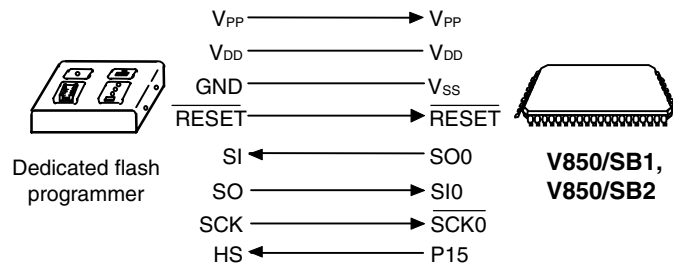 VPP VPP
VDD VDD
GND VSS
RESET RESET
SI SO0
SO SI0
SCK SCK0
HS P15
Dedicated flash
programmer
V850/SB1,
V850/SB2